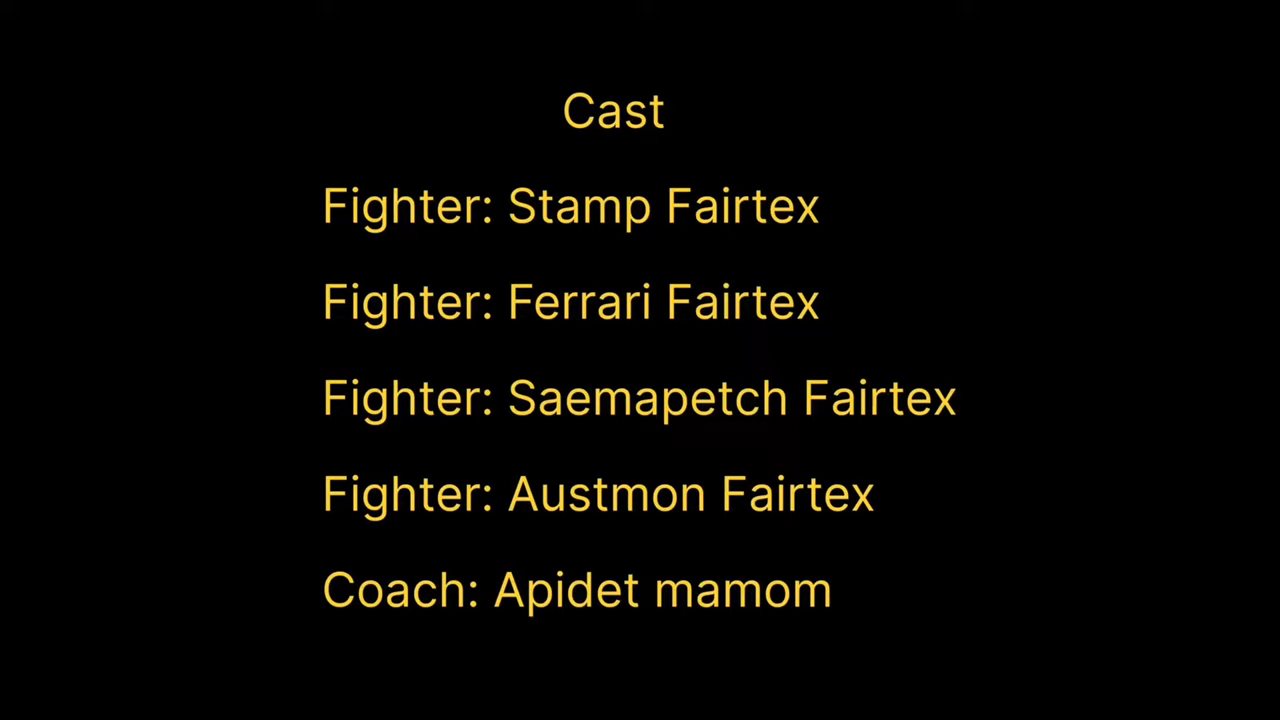 Cast
Fighter: Stamp Fairtex
Fighter: Ferrari Fairtex
Fighter: Saemapetch Fairtex
Fighter: Austmon Fairtex
Coach: Apidet mamom